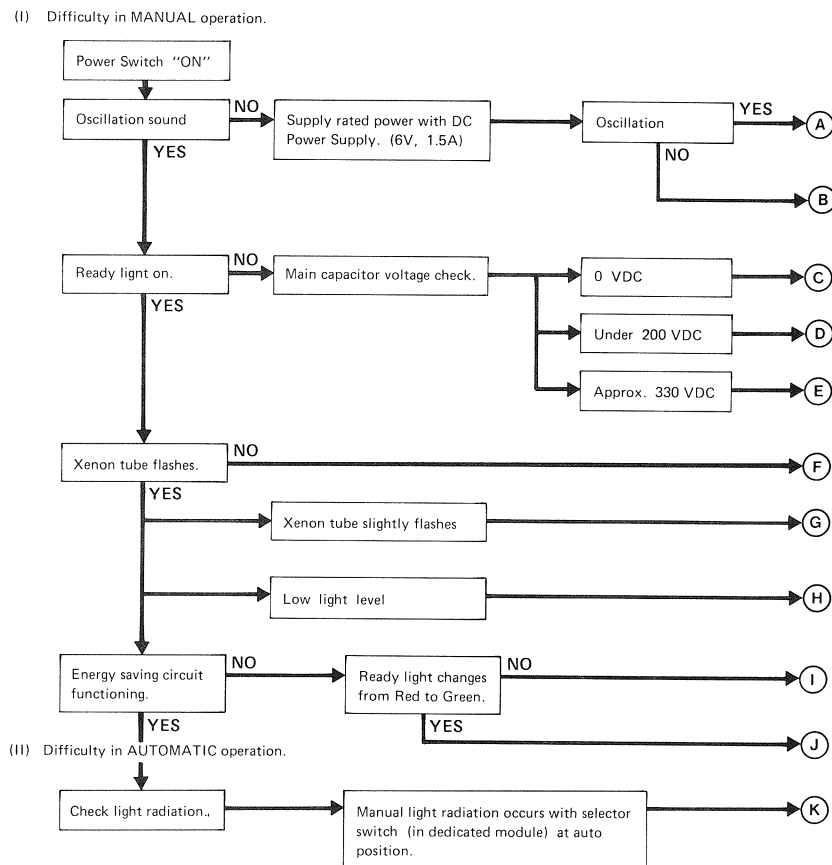 (I) Difficulty in MANUAL operation.
Power Switch "ON"
Oscillation sound
NO
Supply rated power with DC
Power Supply. (6V, 1.5A)
Oscillation
YES
A
YES
NO
B
Ready light on.
NO
Main capacitor voltage check.
0 VDC
C
YES
Under 200 VDC
D
Approx. 330 VDC
E
Xenon tube flashes.
NO
F
YES
Xenon tube slightly flashes
G
Low light level
H
Energy saving circuit
functioning.
NO
Ready light changes
from Red to Green.
NO
I
YES
YES
J
(II) Difficulty in AUTOMATIC operation.
Check light radiation.,
Manual light radiation occurs with selector
switch (in dedicated module) at auto
position.
K